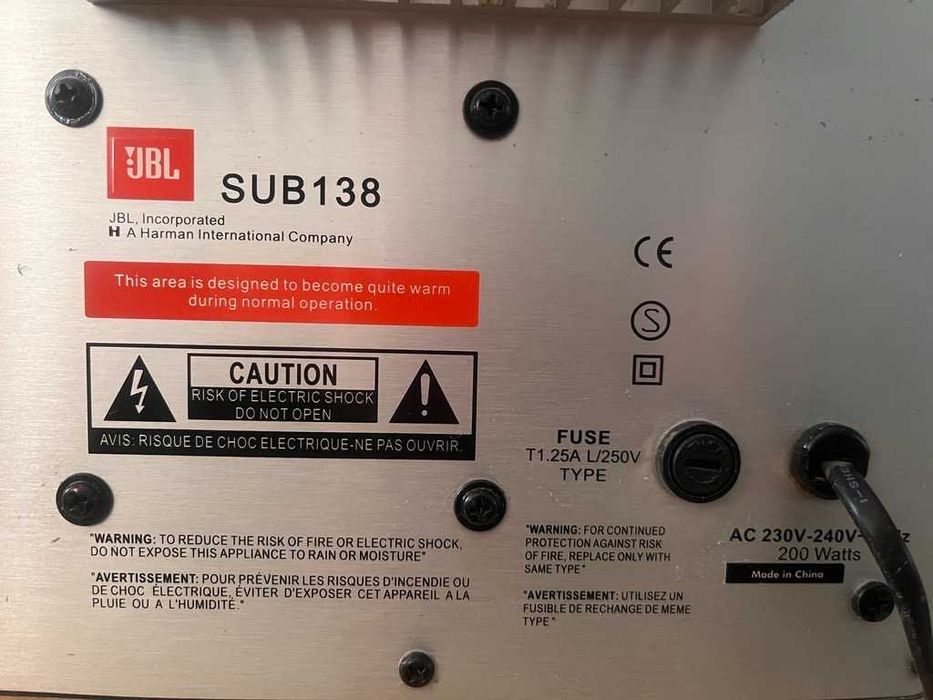 JBL
SUB138
JBL, Incorporated
H A Harman International Company
This area is designed to become quite warm
during normal operation.
CAUTION
RISK OF ELECTRIC SHOCK
DO NOT OPEN
AVIS: RISQUE DE CHOC ELECTRIQUE-NE PAS OUVRIR.
"WARNING: TO REDUCE THE RISK OF FIRE OR ELECTRIC SHOCK,
DO NOT EXPOSE THIS APPLIANCE TO RAIN OR MOISTURE"
"AVERTISSEMENT: POUR PRÉVENIR LES RISQUES D'INCENDIE OU
DE CHOC ÉLECTRIQUE, ÉVITER D'EXPOSER CET APPAREIL A LA
PLUIE OU A L'HUMIDITÉ."
CE
S
FUSE
T1.25A L/250V
TYPE
"WARNING: FOR CONTINUED
PROTECTION AGAINST RISK
OF FIRE, REPLACE ONLY WITH
SAME TYPE"
"AVERTISSEMENT: UTILISEZ UN
FUSIBLE DE RECHANGE DE MEME
TYPE"
AC 230V-240V~
200 Watts
Made in China